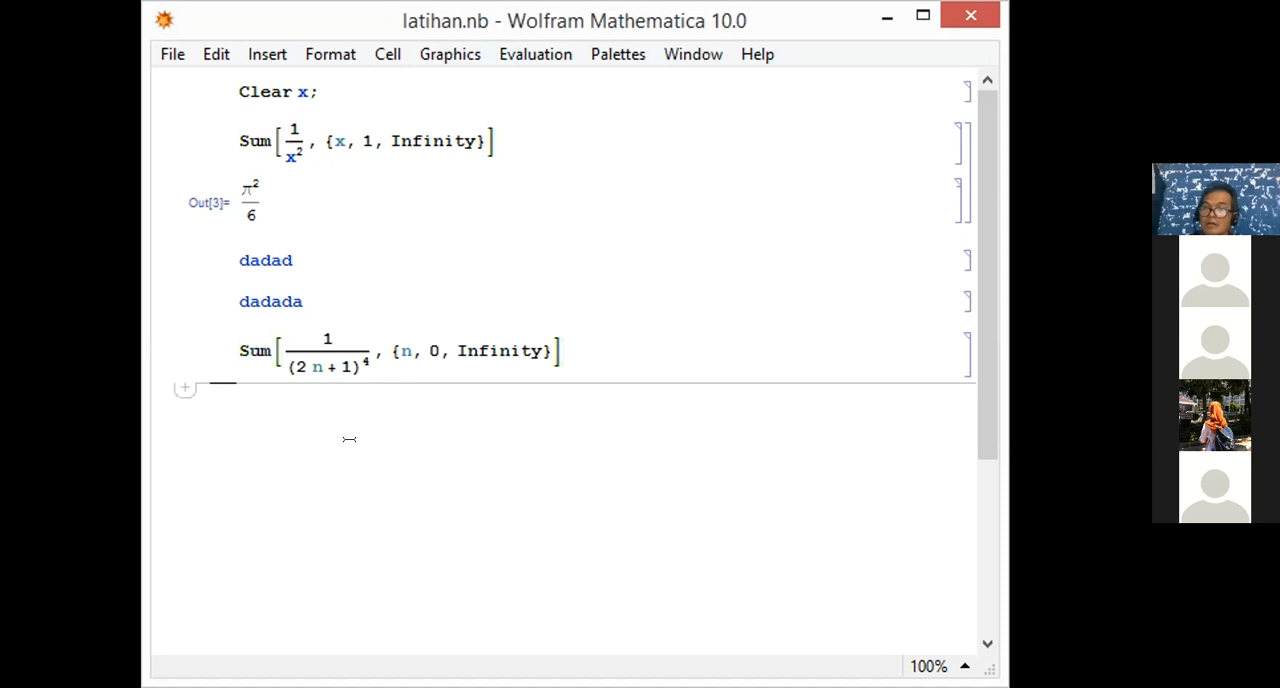 latihan.nb - Wolfram Mathematica 10.0
File Edit Insert Format Cell Graphics Evaluation Palettes Window Help
Clear x;
Sum[1/x^2, {x, 1, Infinity}]
Out[3]= π^2/6
dadad
dadada
Sum[1/(2 n + 1)^4, {n, 0, Infinity}]
100%